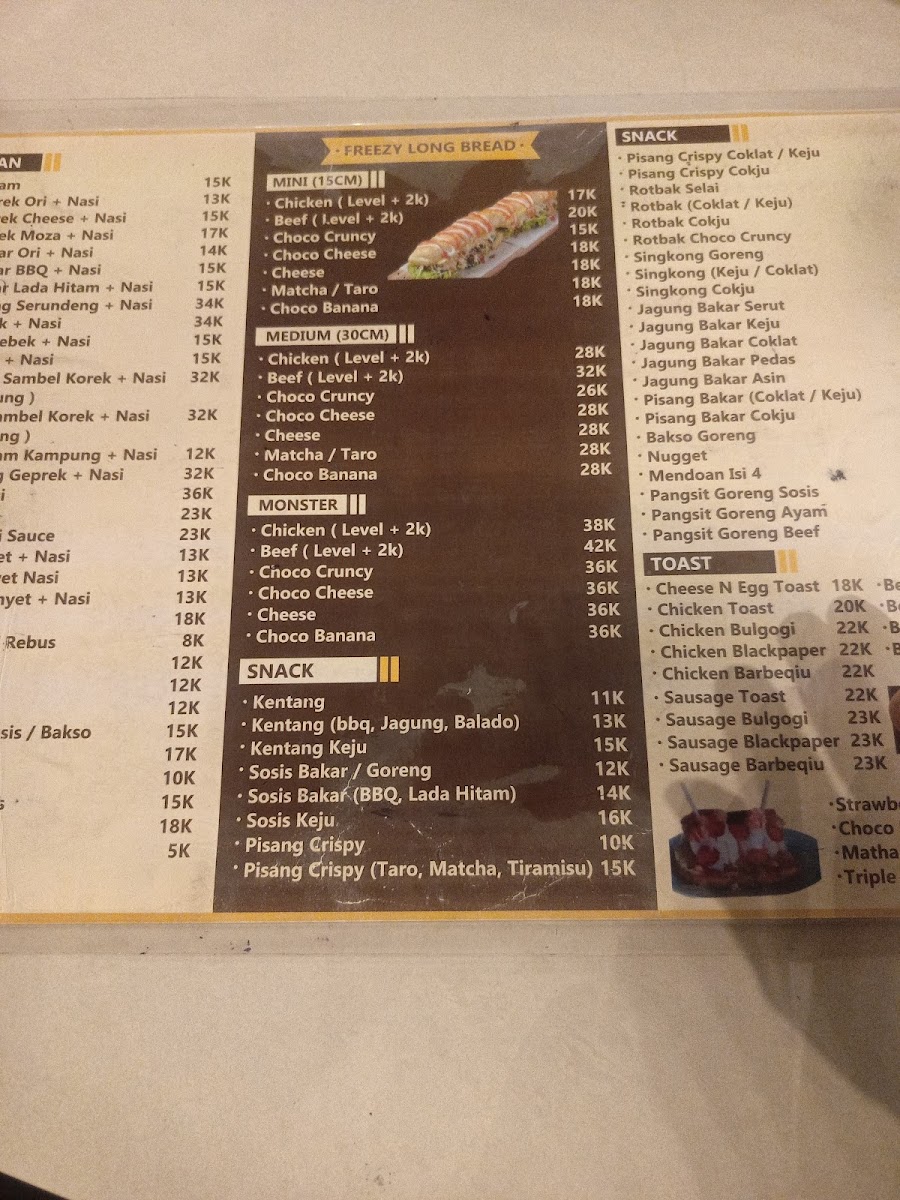 AN
am 15K
rek Ori + Nasi 13K
ek Cheese + Nasi 15K
ek Moza + Nasi 17K
ar Ori + Nasi 14K
ar BBQ + Nasi 15K
ar Lada Hitam + Nasi 15K
g Serundeng + Nasi 34K
k + Nasi 34K
ebek + Nasi 15K
+ Nasi 15K
Sambel Korek + Nasi 32K
ung )
ambel Korek + Nasi 32K
ng )
am Kampung + Nasi 12K
g Geprek + Nasi 32K
i 36K
23K
i Sauce 23K
et + Nasi 13K
yet Nasi 13K
nyet + Nasi 13K
18K
Rebus 8K
12K
12K
12K
sis / Bakso 15K
17K
10K
s 15K
18K
5K
· FREEZY LONG BREAD ·
MINI (15CM)
· Chicken ( Level + 2k) 17K
· Beef ( Level + 2k) 20K
· Choco Cruncy 15K
· Choco Cheese 18K
· Cheese 18K
· Matcha / Taro 18K
· Choco Banana 18K
MEDIUM (30CM)
· Chicken ( Level + 2k) 28K
· Beef ( Level + 2k) 32K
· Choco Cruncy 26K
· Choco Cheese 28K
· Cheese 28K
· Matcha / Taro 28K
· Choco Banana 28K
MONSTER
· Chicken ( Level + 2k) 38K
· Beef ( Level + 2k) 42K
· Choco Cruncy 36K
· Choco Cheese 36K
· Cheese 36K
· Choco Banana 36K
SNACK
· Kentang 11K
· Kentang (bbq, Jagung, Balado) 13K
· Kentang Keju 15K
· Sosis Bakar / Goreng 12K
· Sosis Bakar (BBQ, Lada Hitam) 14K
· Sosis Keju 16K
· Pisang Crispy 10K
· Pisang Crispy (Taro, Matcha, Tiramisu) 15K
SNACK
· Pisang Crispy Coklat / Keju
· Pisang Crispy Cokju
· Rotbak Selai
· Rotbak (Coklat / Keju)
· Rotbak Cokju
· Rotbak Choco Cruncy
· Singkong Goreng
· Singkong (Keju / Coklat)
· Singkong Cokju
· Jagung Bakar Serut
· Jagung Bakar Keju
· Jagung Bakar Coklat
· Jagung Bakar Pedas
· Jagung Bakar Asin
· Pisang Bakar (Coklat / Keju)
· Pisang Bakar Cokju
· Bakso Goreng
· Nugget
· Mendoan Isi 4
· Pangsit Goreng Sosis
· Pangsit Goreng Ayam
· Pangsit Goreng Beef
TOAST
· Cheese N Egg Toast 18K · Be
· Chicken Toast 20K · Be
· Chicken Bulgogi 22K · B
· Chicken Blackpaper 22K · B
· Chicken Barbeqiu 22K
· Sausage Toast 22K
· Sausage Bulgogi 23K
· Sausage Blackpaper 23K
· Sausage Barbeqiu 23K
· Strawb
· Choco
· Matha
· Triple